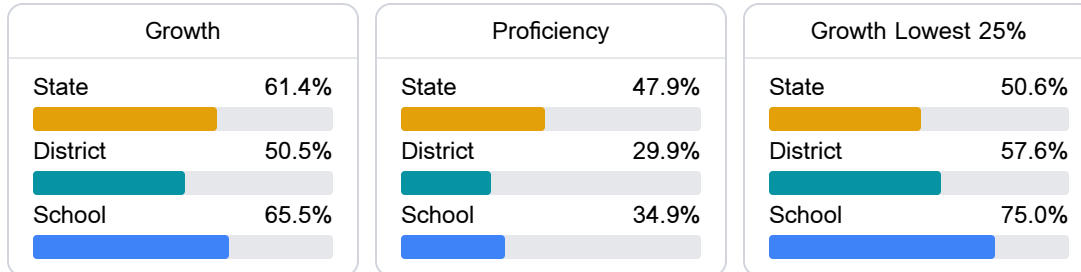 Growth
State 61.4%
District 50.5%
School 65.5%
Proficiency
State 47.9%
District 29.9%
School 34.9%
Growth Lowest 25%
State 50.6%
District 57.6%
School 75.0%